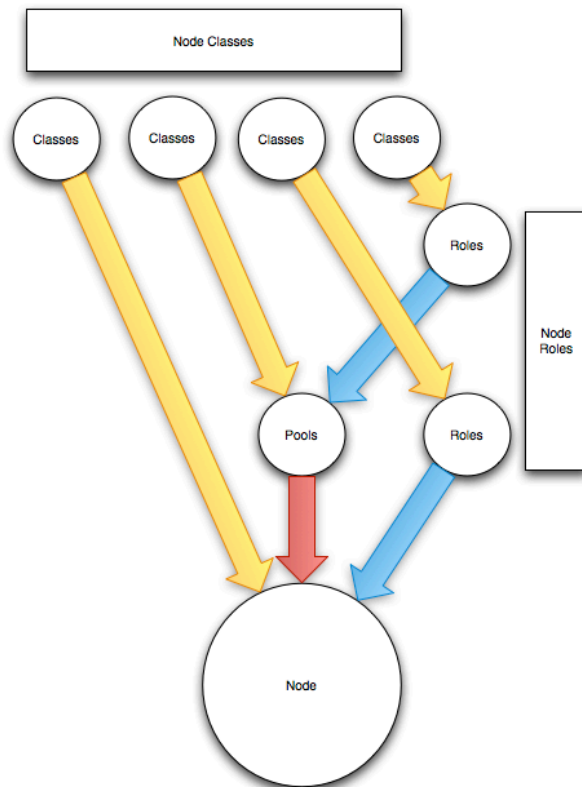 Node Classes
Classes
Classes
Classes
Classes
Roles
Node
Roles
Pools
Roles
Node